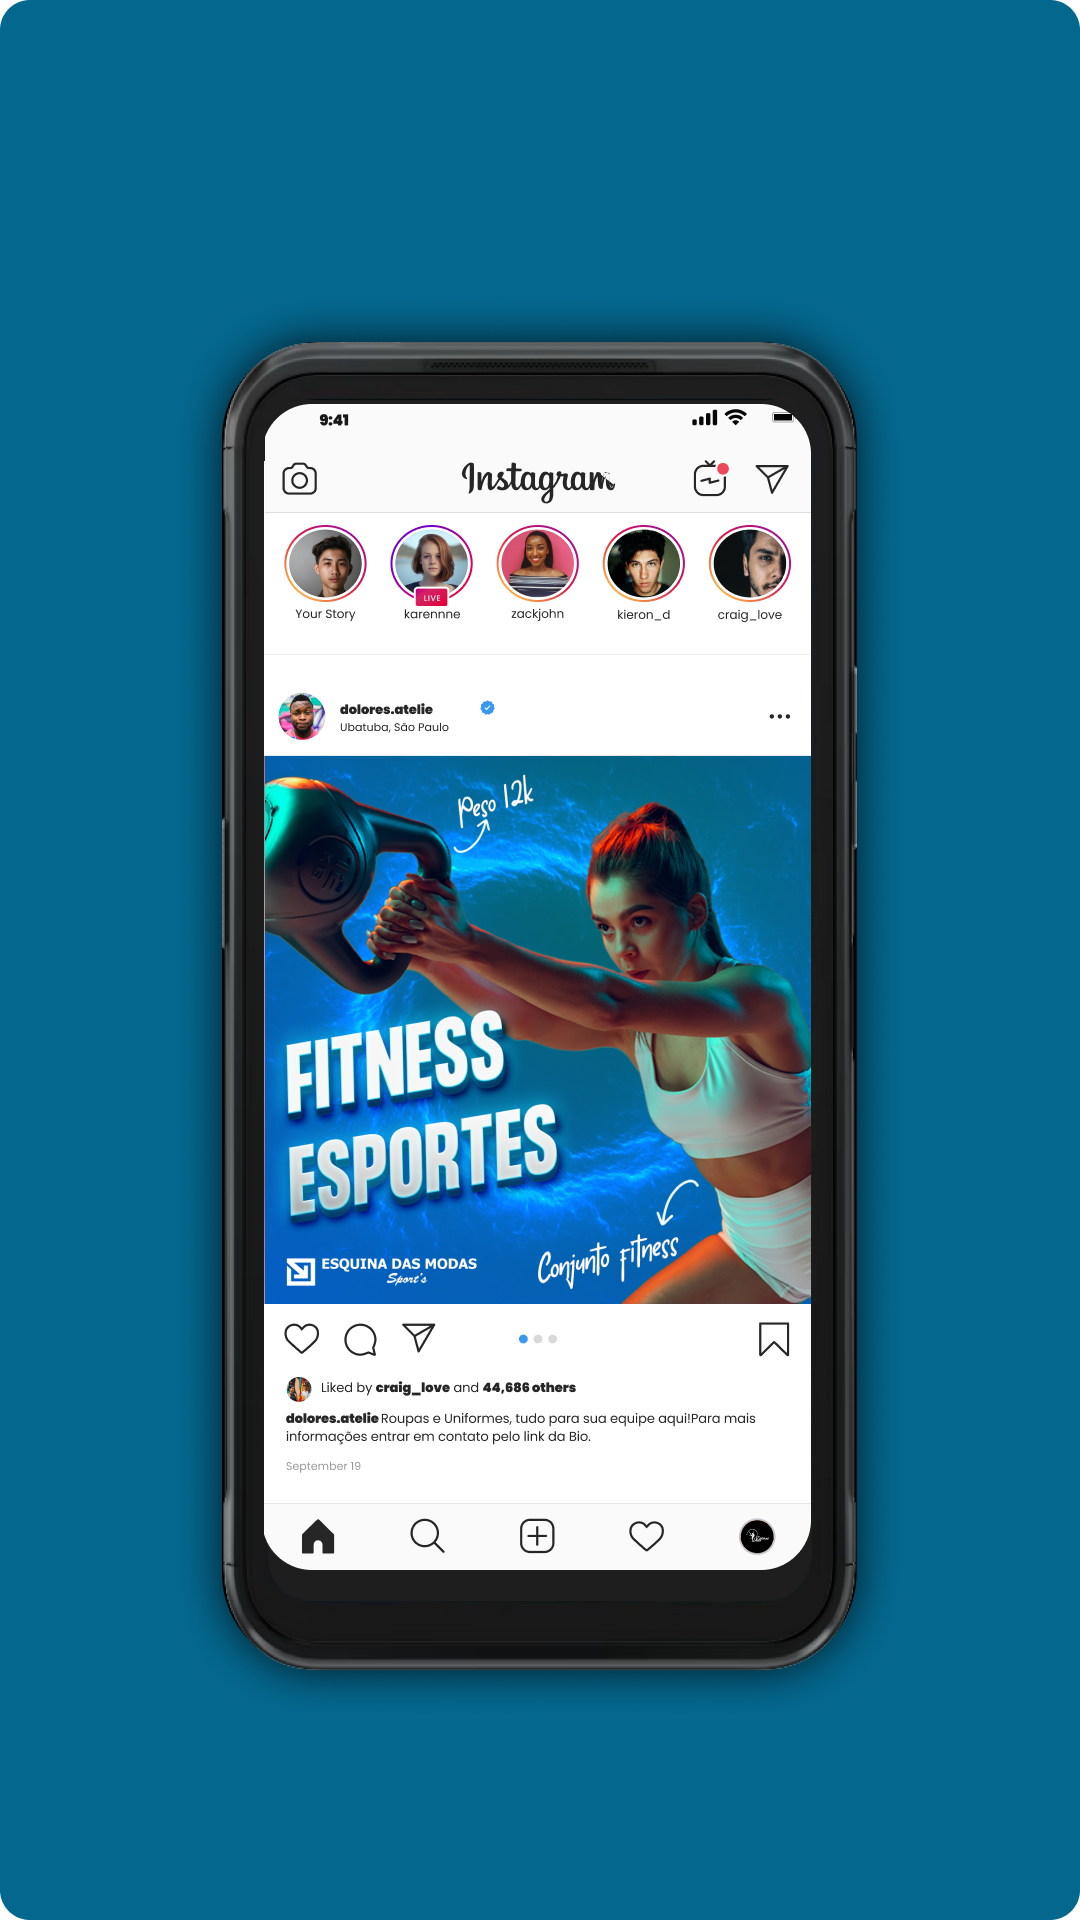 9:41
Instagram
LIVE
Your Story
karennne
zackjohn
kieron_d
craig_love
dolores.atelie
Ubatuba, São Paulo
Peso 12k
FITNESS
ESPORTES
ESQUINA DAS MODAS
Sport's
Conjunto Fitness
Liked by craig_love and 44,686 others
dolores.atelie Roupas e Uniformes, tudo para sua equipe aqui!Para mais
informações entrar em contato pelo link da Bio.
September 19